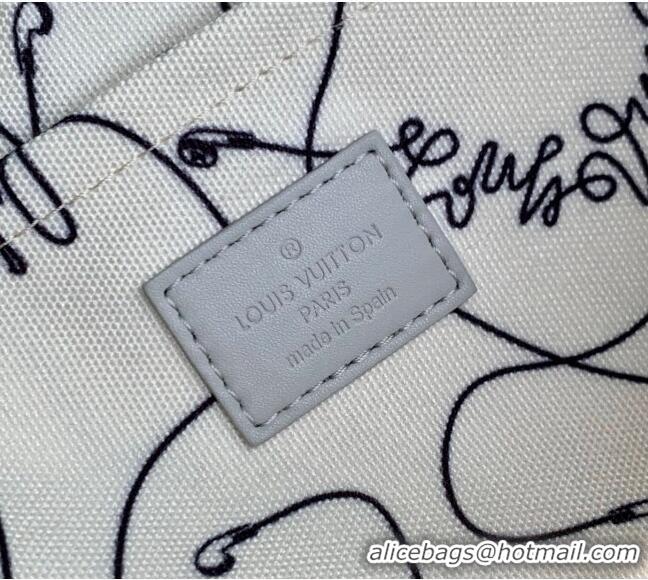 ®
LOUIS VUITTON
PARIS
made in Spain
alicebags@hotmail.com